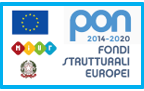 pon
2014-2020
MIUR
FONDI
STRUTTURALI
EUROPEI